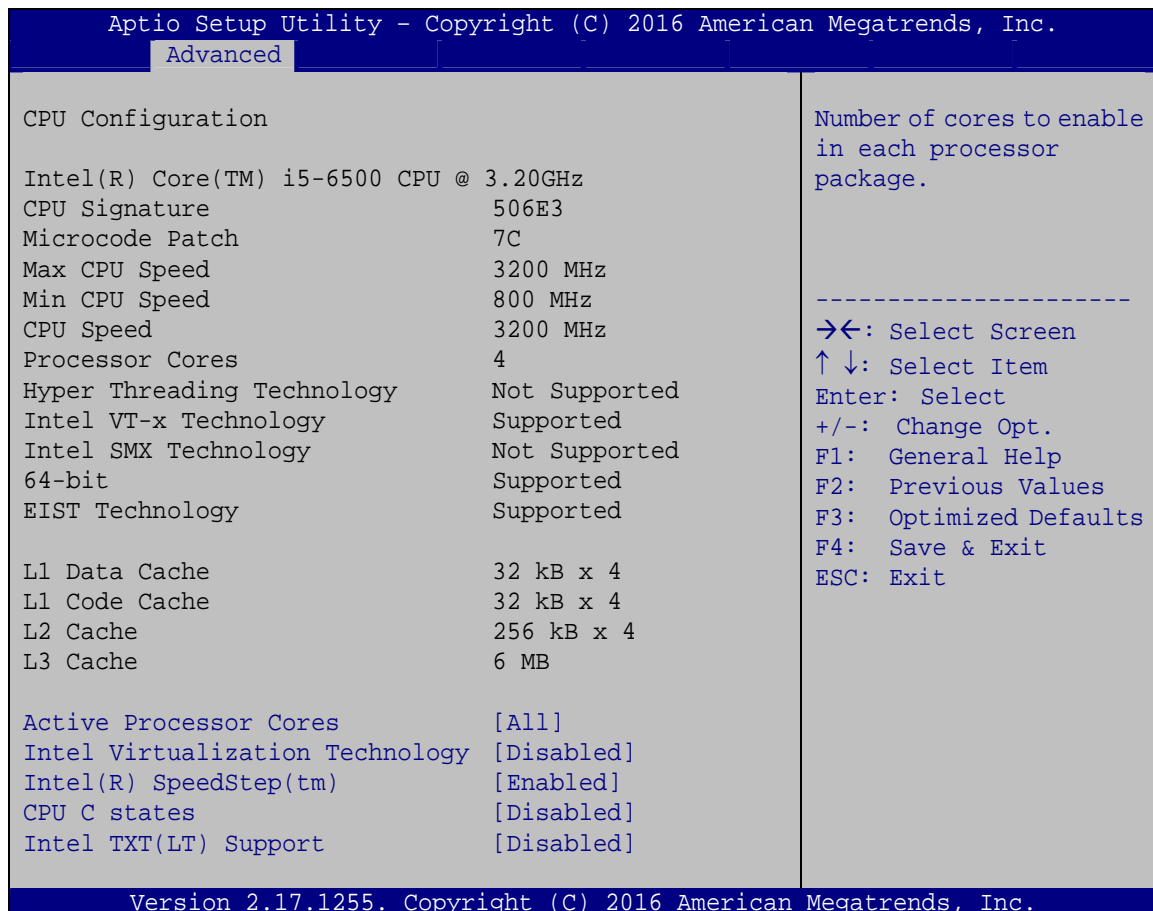 Aptio Setup Utility – Copyright (C) 2016 American Megatrends, Inc.
Advanced
CPU Configuration
Intel(R) Core(TM) i5-6500 CPU @ 3.20GHz
CPU Signature 506E3
Microcode Patch 7C
Max CPU Speed 3200 MHz
Min CPU Speed 800 MHz
CPU Speed 3200 MHz
Processor Cores 4
Hyper Threading Technology Not Supported
Intel VT-x Technology Supported
Intel SMX Technology Not Supported
64-bit Supported
EIST Technology Supported
L1 Data Cache 32 kB x 4
L1 Code Cache 32 kB x 4
L2 Cache 256 kB x 4
L3 Cache 6 MB
Active Processor Cores [All]
Intel Virtualization Technology [Disabled]
Intel(R) SpeedStep(tm) [Enabled]
CPU C states [Disabled]
Intel TXT(LT) Support [Disabled]
Number of cores to enable
in each processor
package.
----------------------
→←: Select Screen
↑ ↓: Select Item
Enter: Select
+/-: Change Opt.
F1: General Help
F2: Previous Values
F3: Optimized Defaults
F4: Save & Exit
ESC: Exit
Version 2.17.1255. Copyright (C) 2016 American Megatrends, Inc.